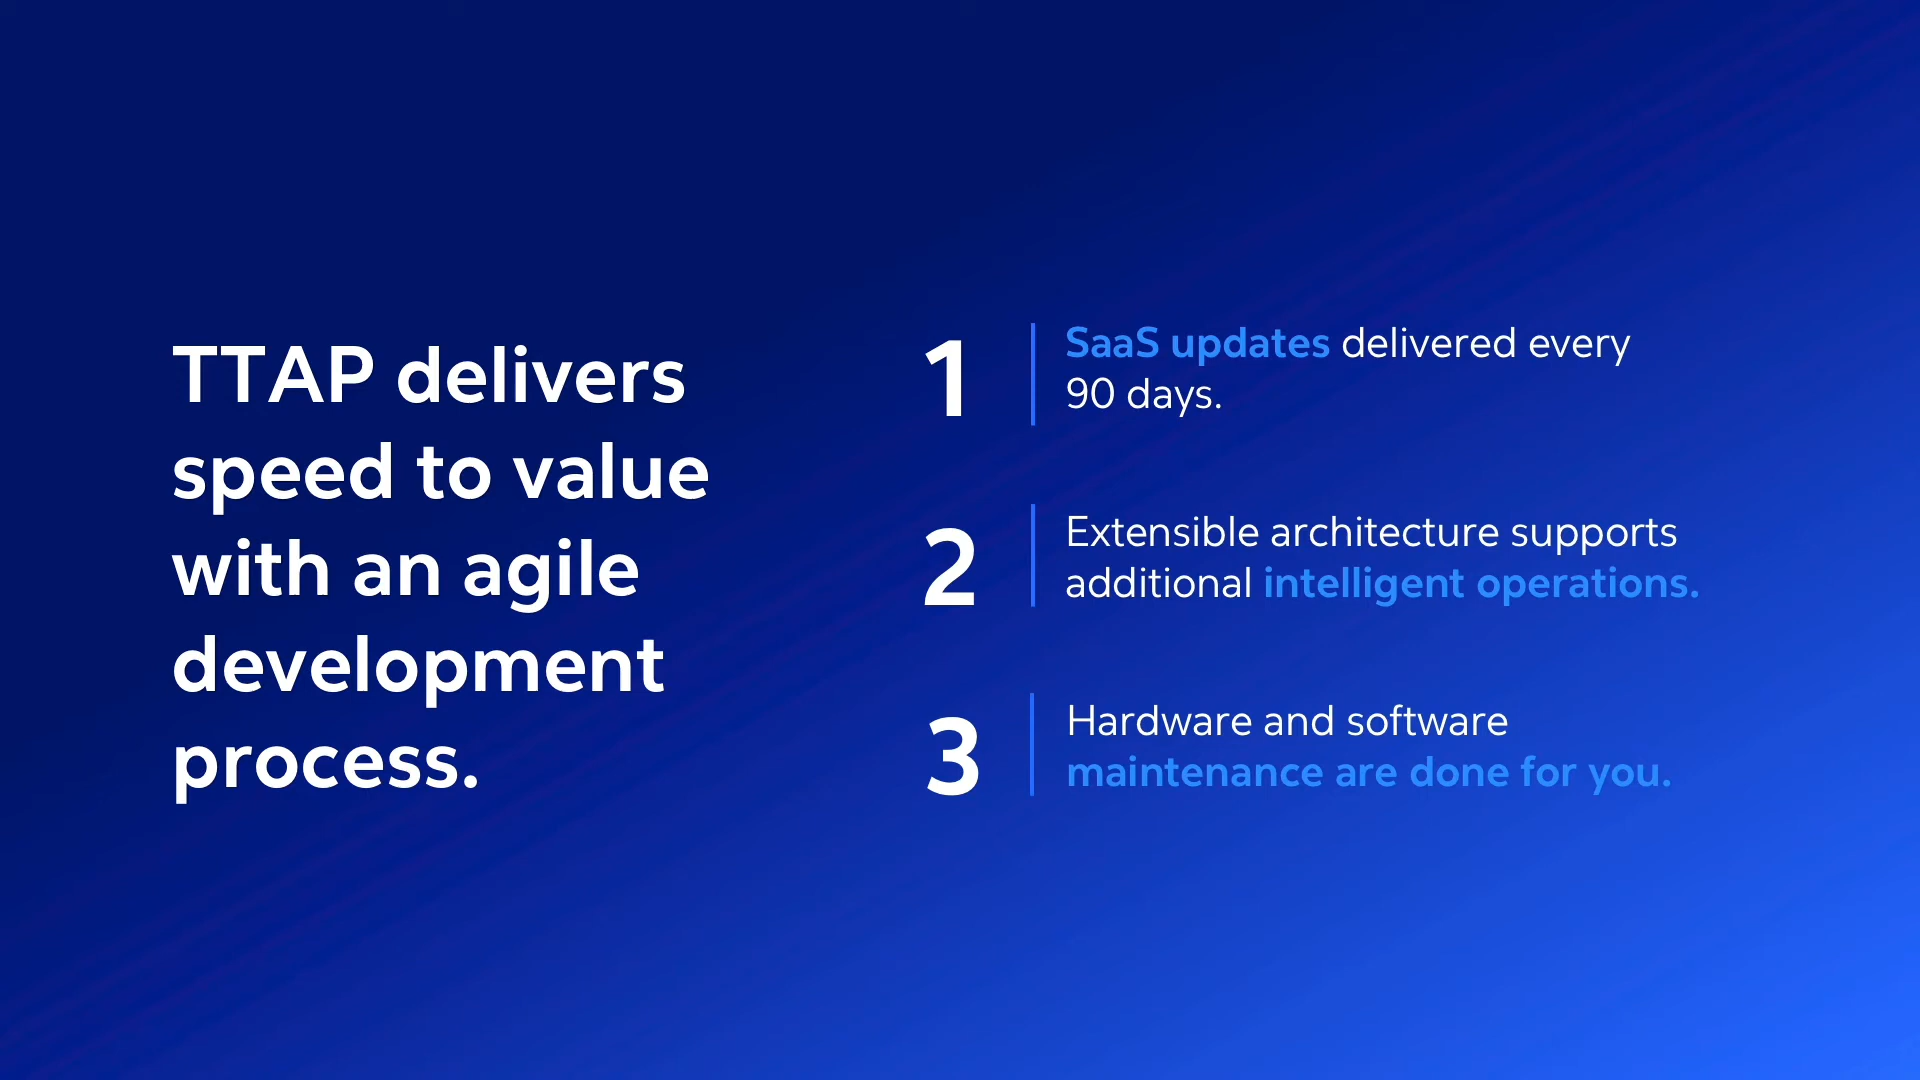 TTAP delivers
speed to value
with an agile
development
process.
1
SaaS updates delivered every
90 days.
2
Extensible architecture supports
additional intelligent operations.
3
Hardware and software
maintenance are done for you.